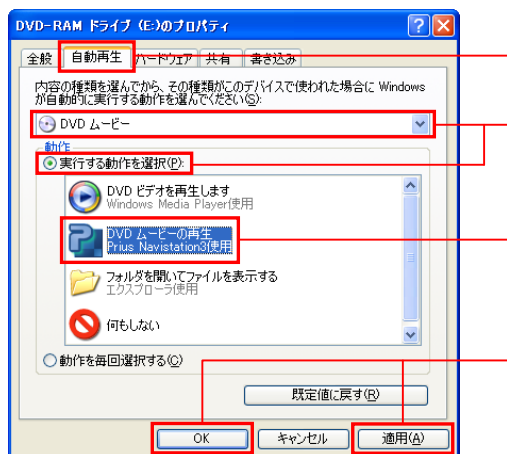 DVD-RAM ドライブ (E:)のプロパティ
全般 自動再生 ハードウェア 共有 書き込み
内容の種類を選んでから、その種類がこのデバイスで使われた場合に Windows
が自動的に実行する動作を選んでください(S):
DVD ムービー
動作
実行する動作を選択(P):
DVD ビデオを再生します
Windows Media Player使用
DVD ムービーの再生
Prius Navistation3使用
フォルダを開いてファイルを表示する
エクスプローラ使用
何もしない
動作を毎回選択する(C)
既定値に戻す(R)
OK キャンセル 適用(A)